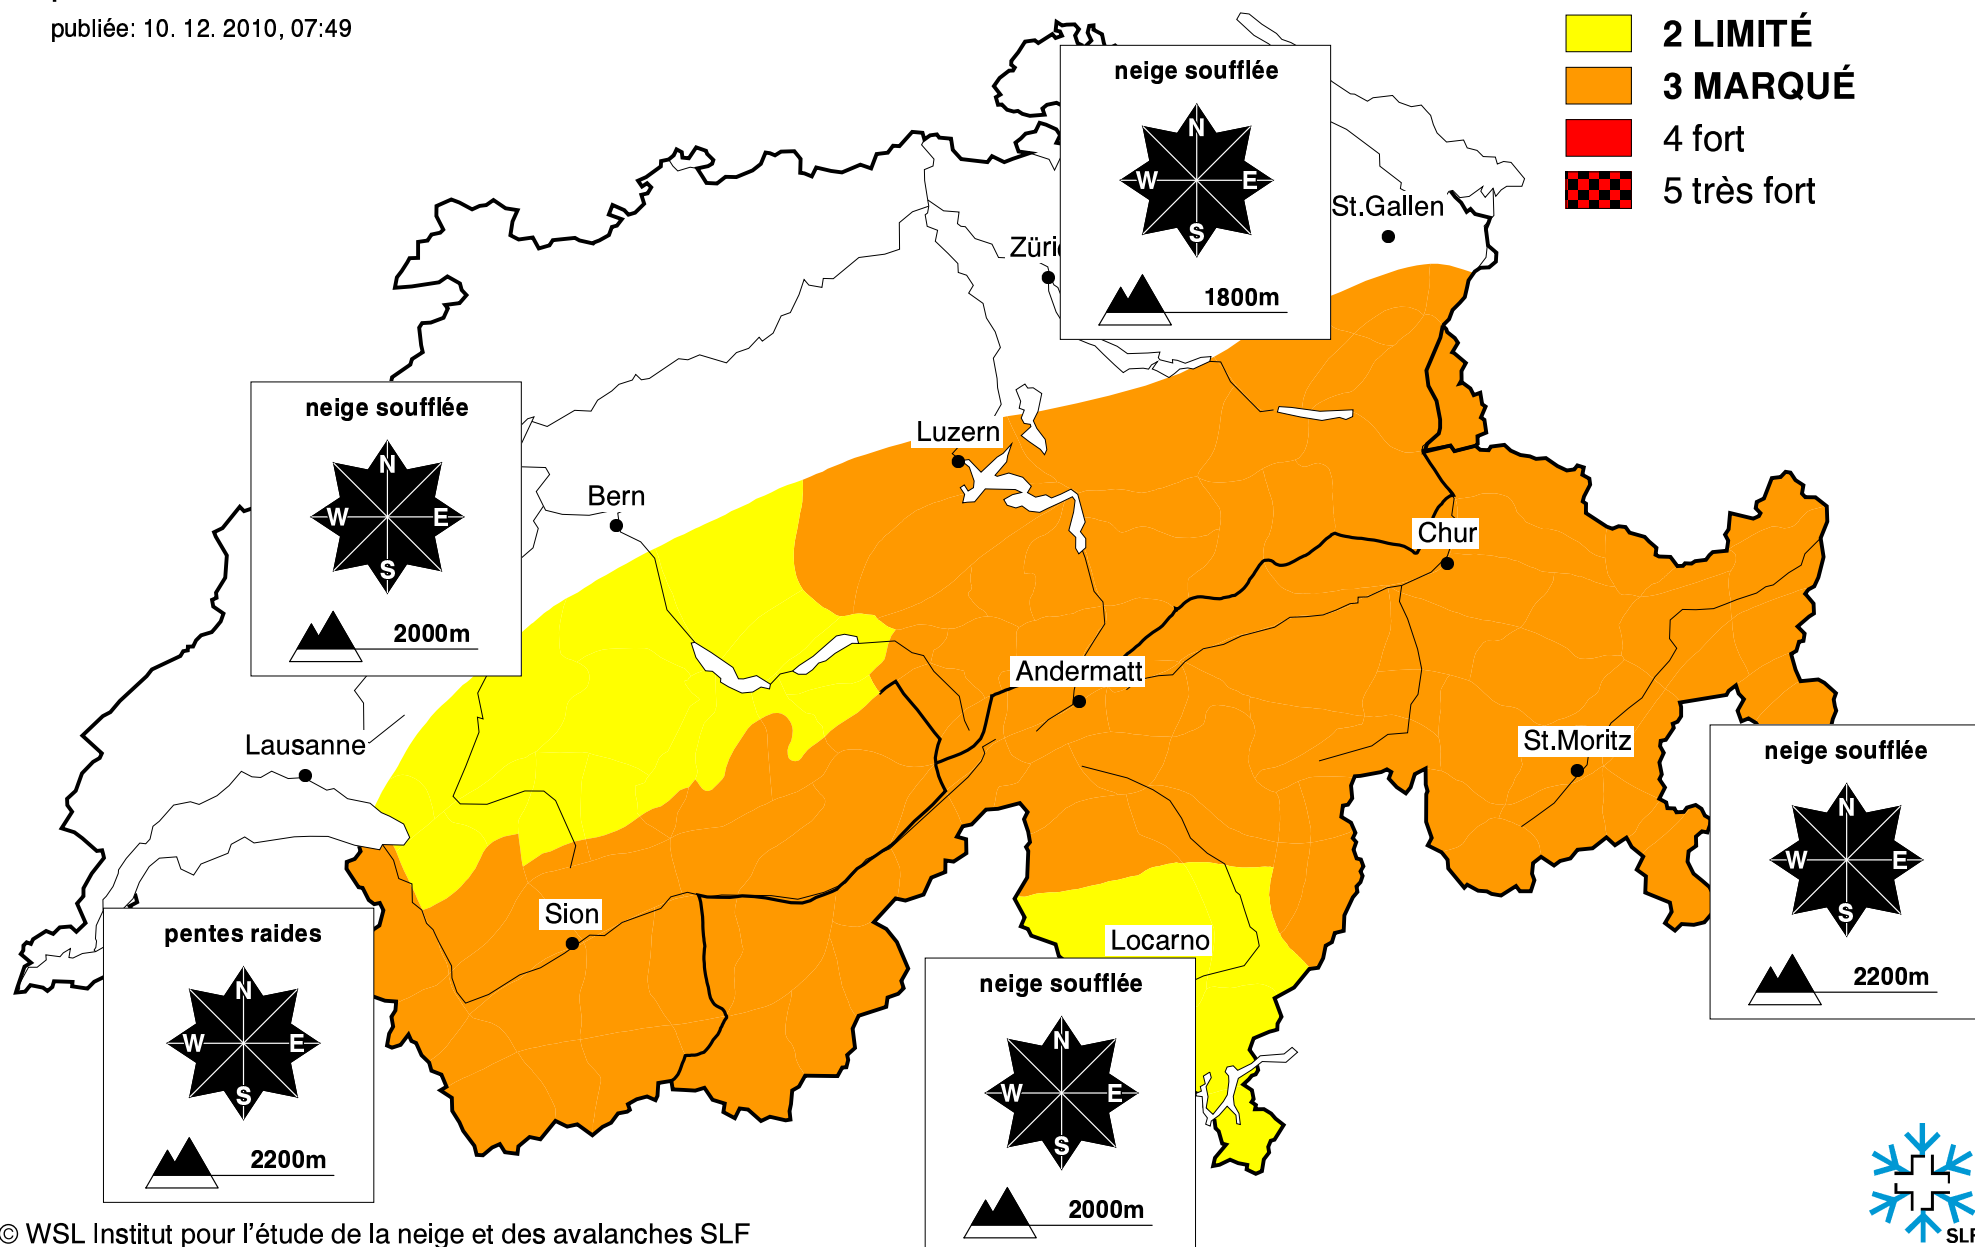 publiée: 10. 12. 2010, 07:49
2 LIMITÉ
3 MARQUÉ
4 fort
5 très fort
neige soufflée
N
W E
S
1800m
St.Gallen
Züri
neige soufflée
N
W E
S
2000m
Luzern
Bern
Chur
Andermatt
Lausanne
St.Moritz
neige soufflée
N
W E
S
2200m
Sion
Locarno
pentes raides
N
W E
S
2200m
neige soufflée
N
W E
S
2000m
© WSL Institut pour l'étude de la neige et des avalanches SLF
SLF